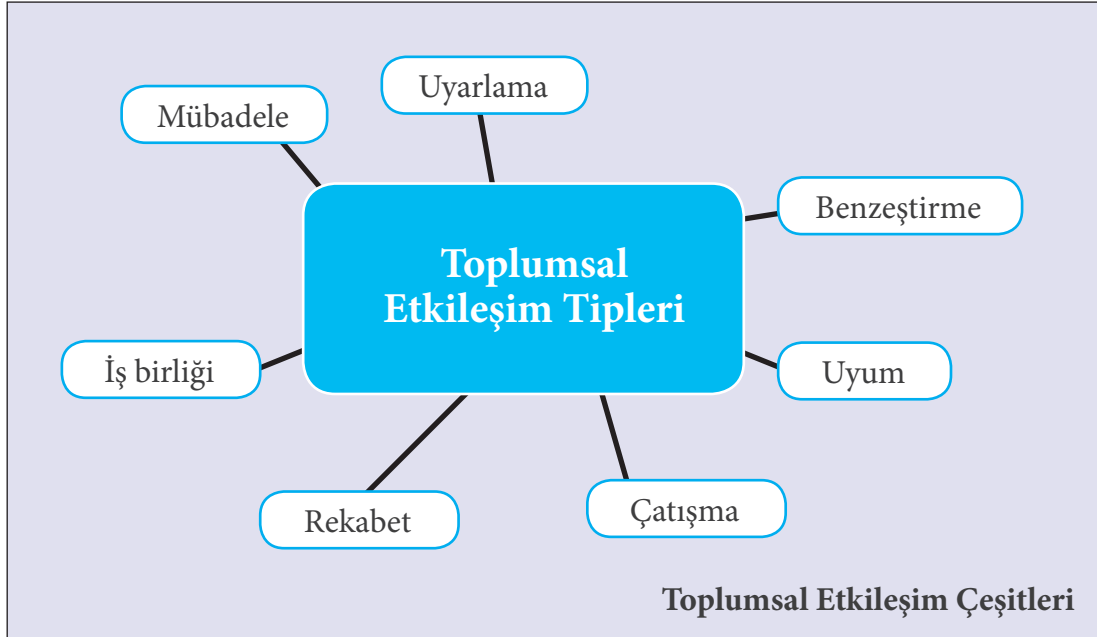 Uyarlama
Mübadele
Benzeştirme
Toplumsal
Etkileşim Tipleri
İş birliği
Uyum
Rekabet
Çatışma
Toplumsal Etkileşim Çeşitleri